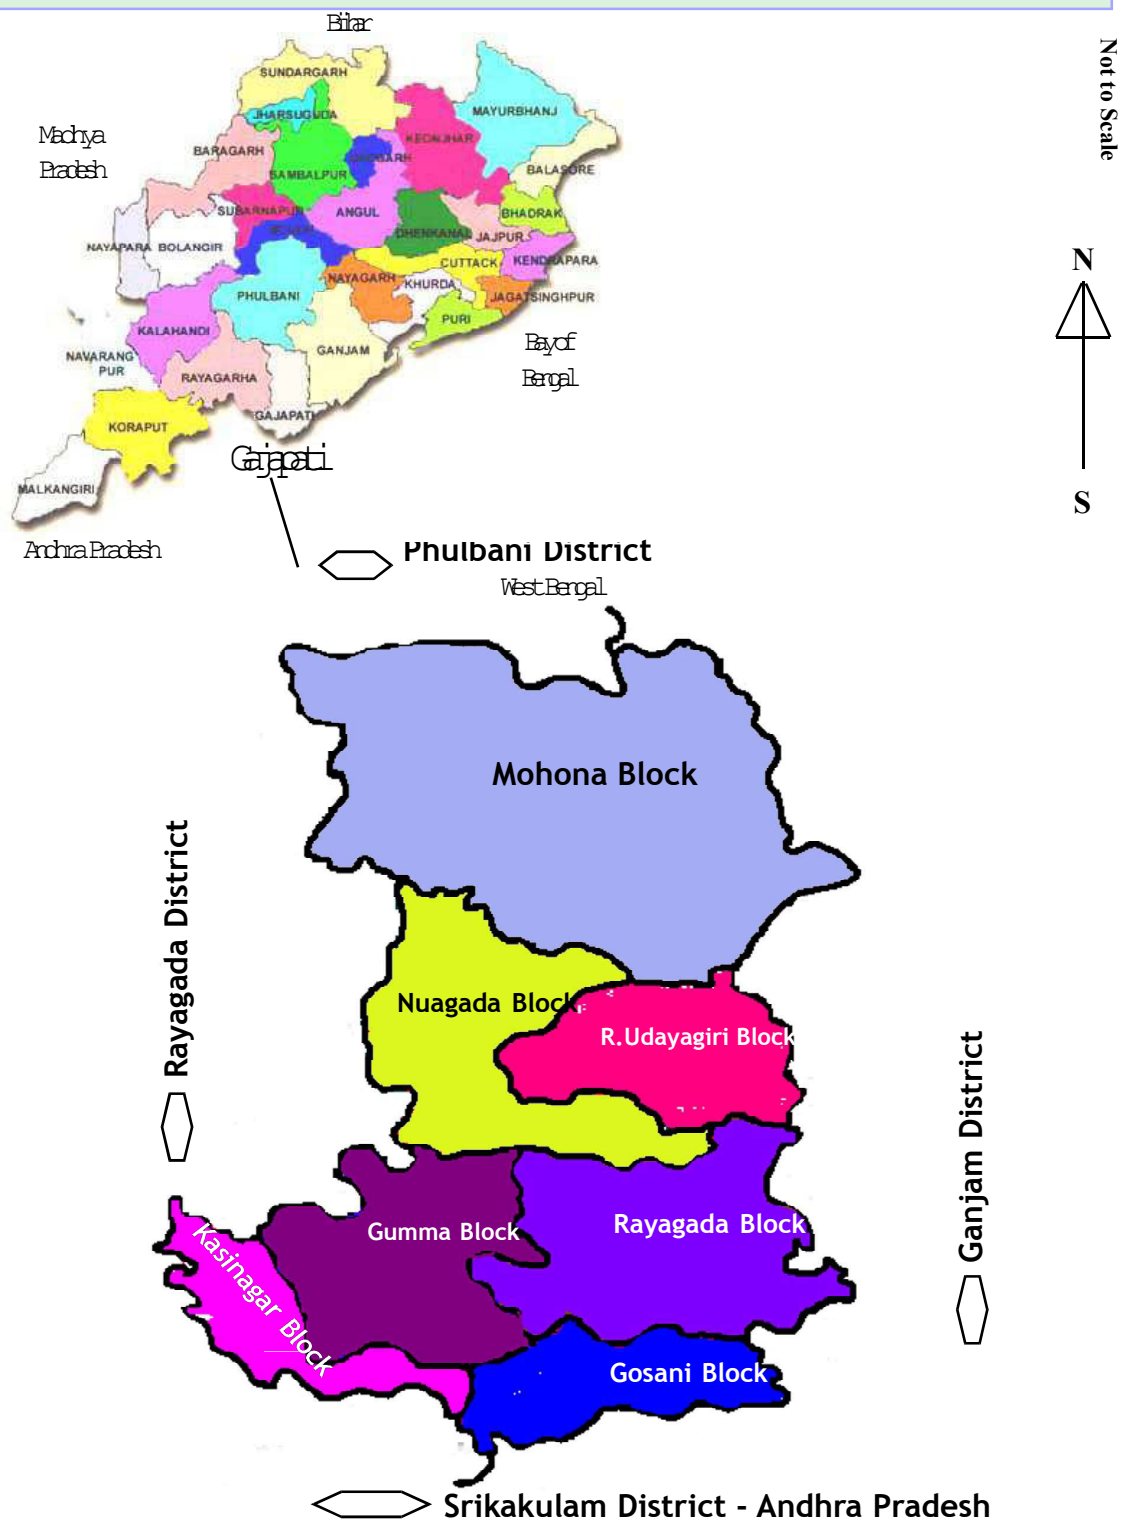 Bihar
Not to Scale
SUNDARGARH
JHARSUGUDA
MAYURBHANJ
Madhya
Pradesh
BARAGARH
KEONJHAR
SAMBALPUR
BALASORE
SUBARNAPUR
ANGUL
BHADRAK
DHENKANAL
JAJPUR
NAYAPARA
BOLANGIR
CUTTACK
KENDRAPARA
N
NAYAGARH
KHURDA
PHULBANI
JAGATSINGHPUR
PURI
KALAHANDI
Bay of
Bengal
GANJAM
NAVARANG
PUR
RAYAGARHA
GAJAPATI
KORAPUT
Gajapati
MALKANGIRI
S
Andhra Pradesh
Phulbani District
West Bengal
Mohona Block
Rayagada District
Nuagada Block
R.Udayagiri Block
Ganjam District
Rayagada Block
Gumma Block
Kasinagar Block
Gosani Block
Srikakulam District - Andhra Pradesh